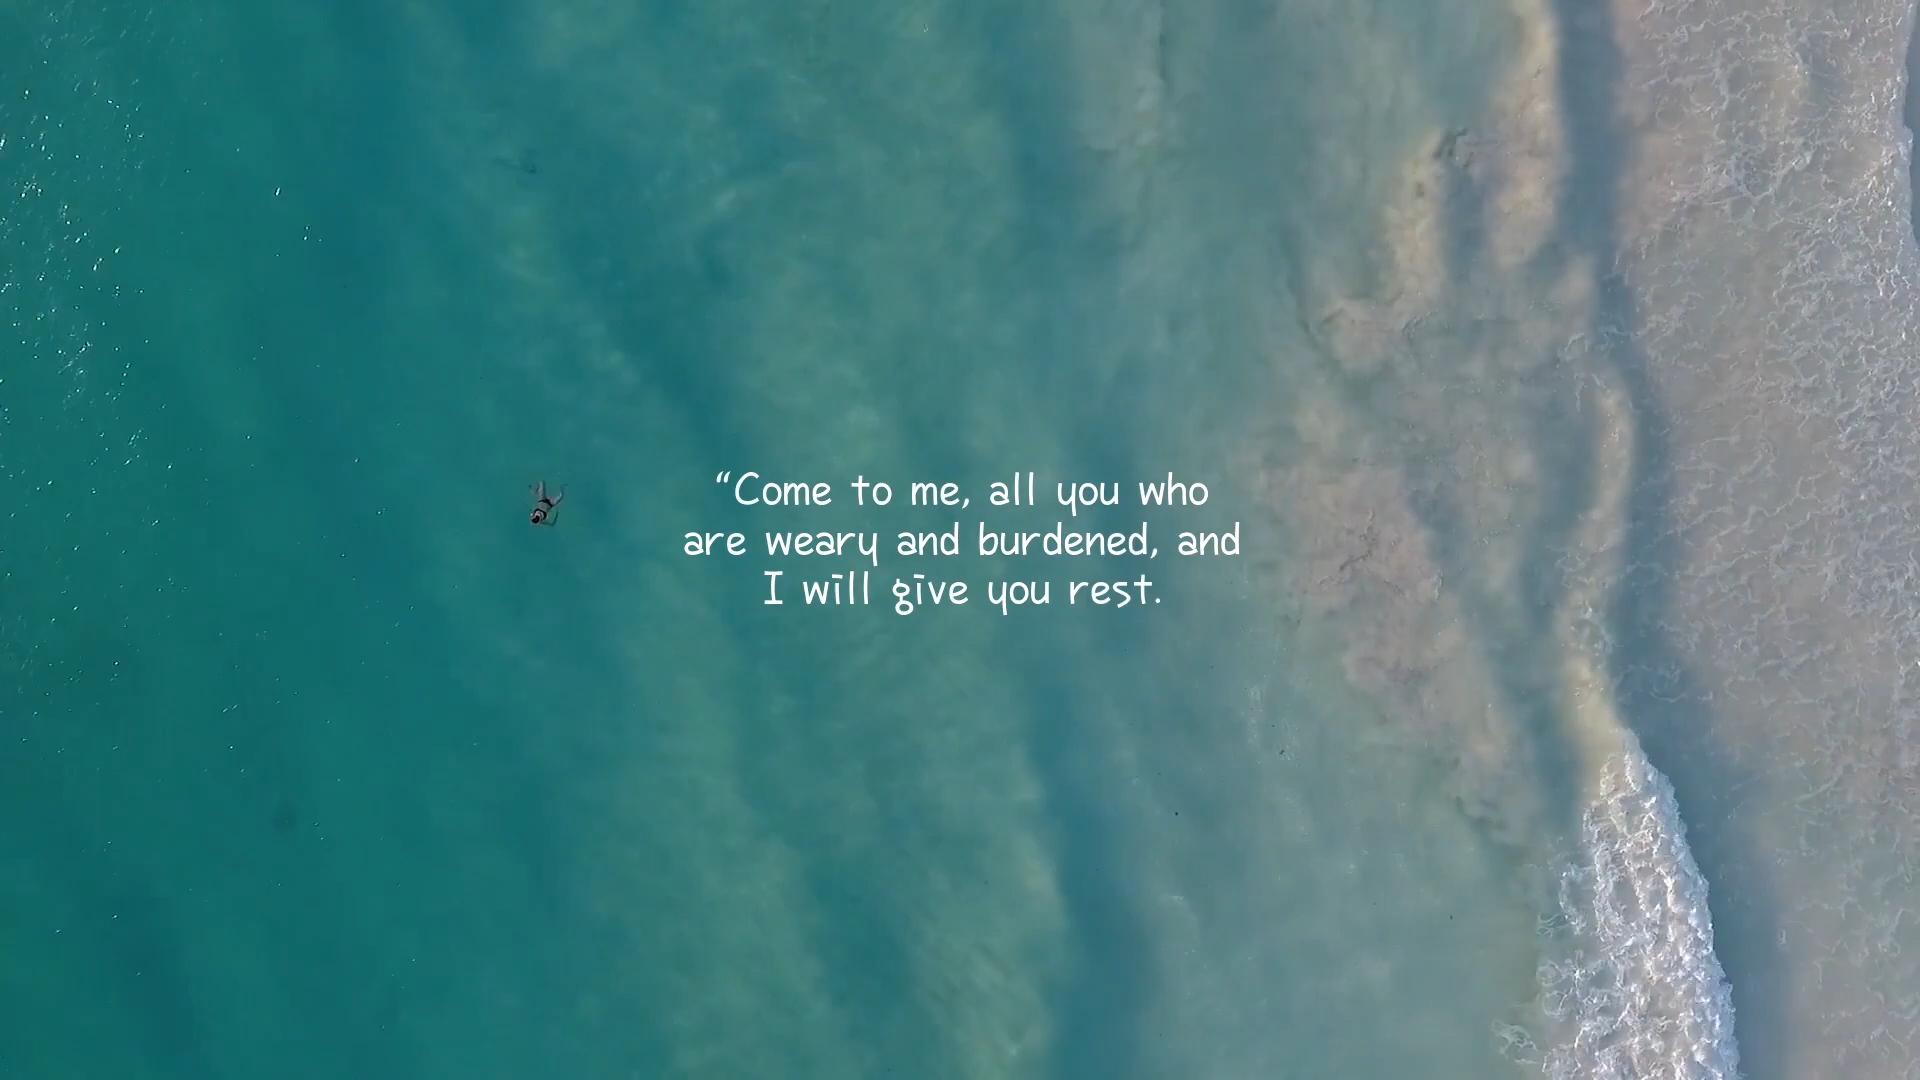 “Come to me, all you who
are weary and burdened, and
I will give you rest.